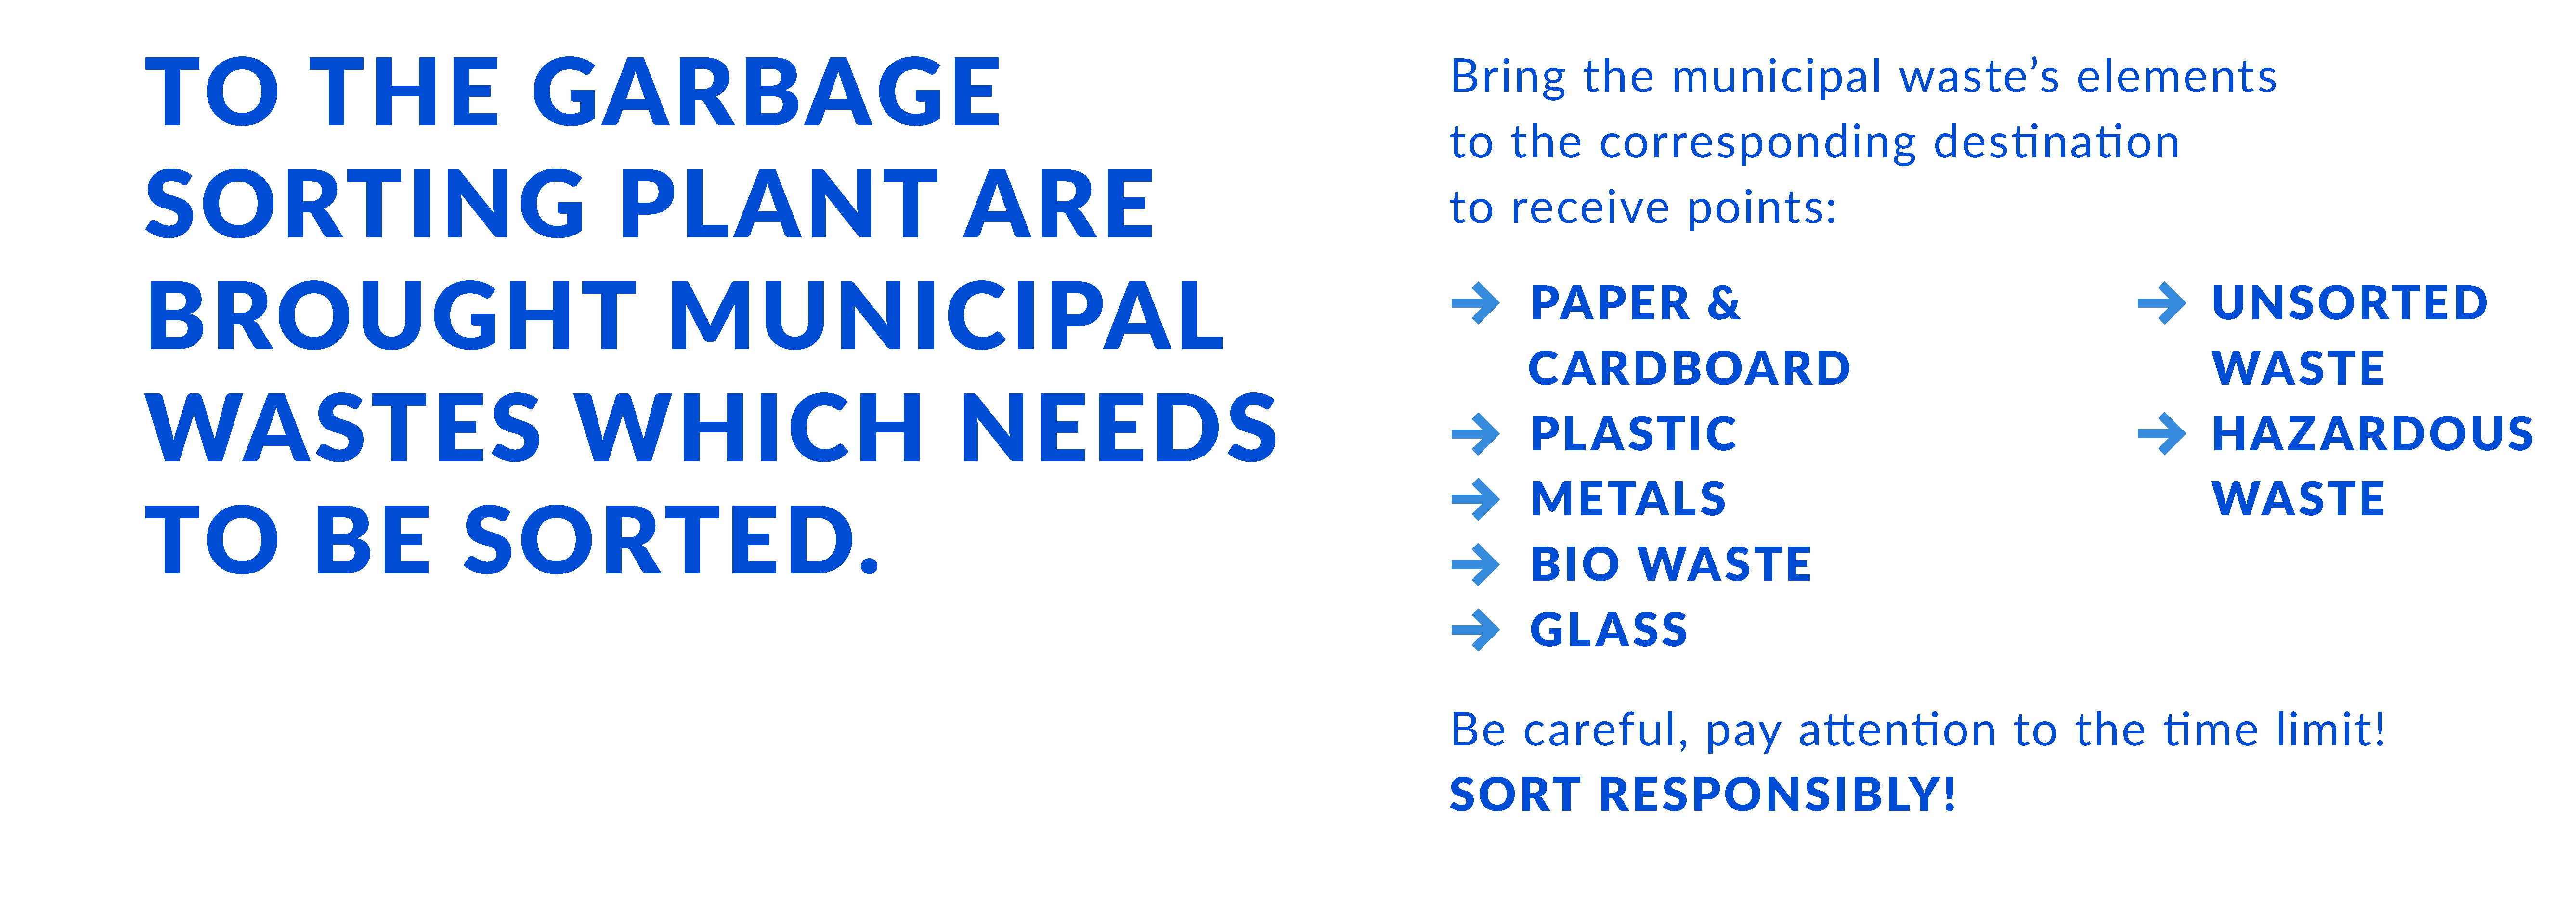 TO THE GARBAGE
SORTING PLANT ARE
BROUGHT MUNICIPAL
WASTES WHICH NEEDS
TO BE SORTED.
Bring the municipal waste’s elements
to the corresponding destination
to receive points:
→ PAPER &
CARDBOARD
→ PLASTIC
→ METALS
→ BIO WASTE
→ GLASS
→ UNSORTED
WASTE
→ HAZARDOUS
WASTE
Be careful, pay attention to the time limit!
SORT RESPONSIBLY!